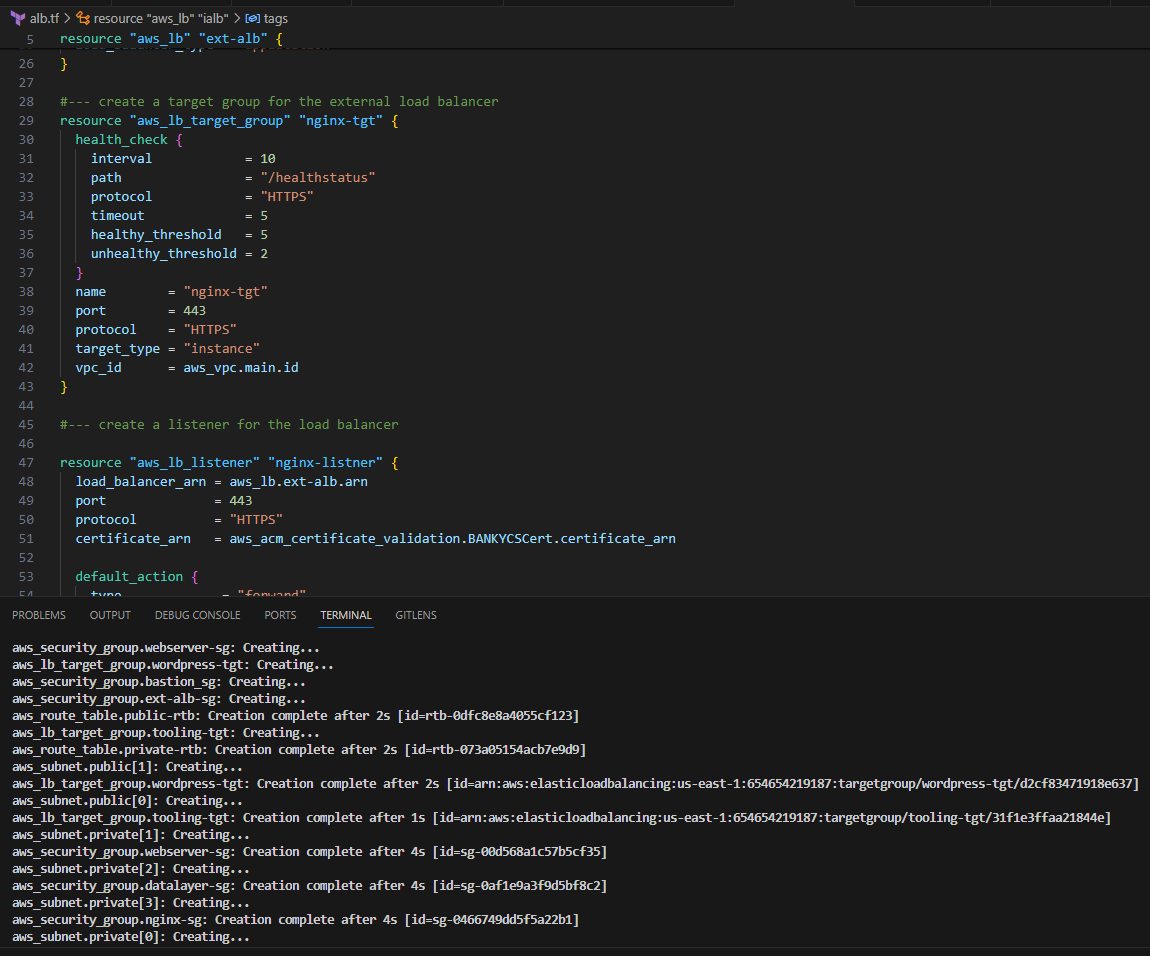 alb.tf > resource "aws_lb" "ialb" > tags
5 resource "aws_lb" "ext-alb" {
26 }
27
28 #--- create a target group for the external load balancer
29 resource "aws_lb_target_group" "nginx-tgt" {
30 health_check {
31 interval = 10
32 path = "/healthstatus"
33 protocol = "HTTPS"
34 timeout = 5
35 healthy_threshold = 5
36 unhealthy_threshold = 2
37 }
38 name = "nginx-tgt"
39 port = 443
40 protocol = "HTTPS"
41 target_type = "instance"
42 vpc_id = aws_vpc.main.id
43 }
44
45 #--- create a listener for the load balancer
46
47 resource "aws_lb_listener" "nginx-listner" {
48 load_balancer_arn = aws_lb.ext-alb.arn
49 port = 443
50 protocol = "HTTPS"
51 certificate_arn = aws_acm_certificate_validation.BANKYCSCert.certificate_arn
52
53 default_action {
54 type = "forward"
PROBLEMS OUTPUT DEBUG CONSOLE PORTS TERMINAL GITLENS
aws_security_group.webserver-sg: Creating...
aws_lb_target_group.wordpress-tgt: Creating...
aws_security_group.bastion_sg: Creating...
aws_security_group.ext-alb-sg: Creating...
aws_route_table.public-rtb: Creation complete after 2s [id=rtb-0dfc8e8a4055cf123]
aws_lb_target_group.tooling-tgt: Creating...
aws_route_table.private-rtb: Creation complete after 2s [id=rtb-073a05154acb7e9d9]
aws_subnet.public[1]: Creating...
aws_lb_target_group.wordpress-tgt: Creation complete after 2s [id=arn:aws:elasticloadbalancing:us-east-1:654654219187:targetgroup/wordpress-tgt/d2cf83471918e637]
aws_subnet.public[0]: Creating...
aws_lb_target_group.tooling-tgt: Creation complete after 1s [id=arn:aws:elasticloadbalancing:us-east-1:654654219187:targetgroup/tooling-tgt/31f1e3ffaa21844e]
aws_subnet.private[1]: Creating...
aws_security_group.webserver-sg: Creation complete after 4s [id=sg-00d568a1c57b5cf35]
aws_subnet.private[2]: Creating...
aws_security_group.datalayer-sg: Creation complete after 4s [id=sg-0af1e9a3f9d5bf8c2]
aws_subnet.private[3]: Creating...
aws_security_group.nginx-sg: Creation complete after 4s [id=sg-0466749dd5f5a22b1]
aws_subnet.private[0]: Creating...